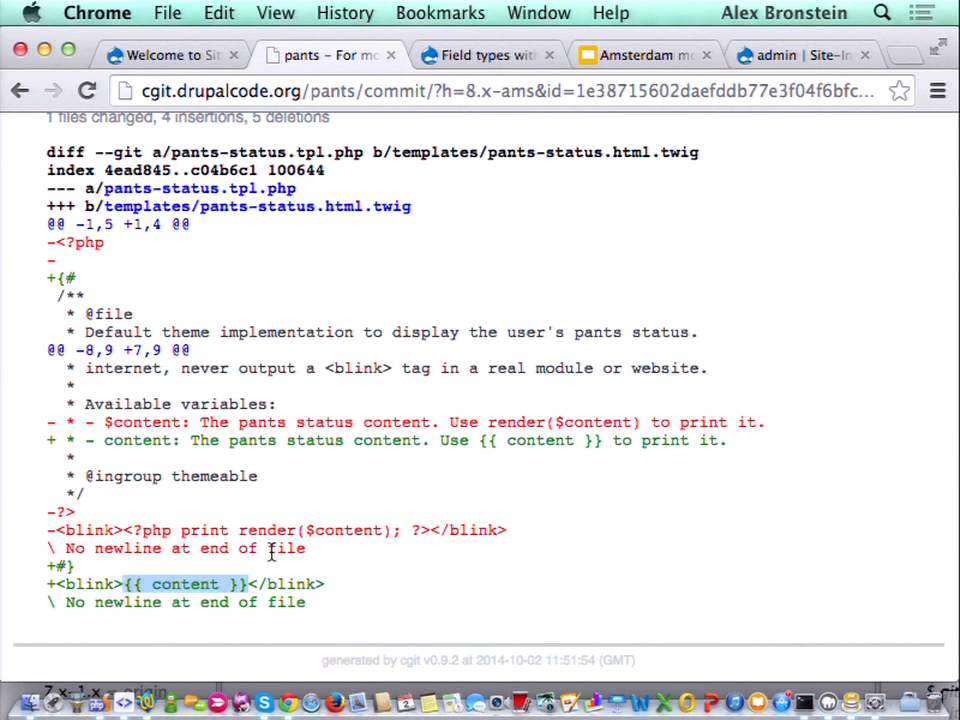 Chrome File Edit View History Bookmarks Window Help Alex Bronstein
Welcome to Sit
pants – For mo
Field types with
Amsterdam me
admin | Site-In
cgit.drupalcode.org/pants/commit/?h=8.x-ams&id=1e38715602daefddb77e3f04f6bfc...
1 files changed, 4 insertions, 5 deletions
diff --git a/pants-status.tpl.php b/templates/pants-status.html.twig
index 4ead845..c04b6c1 100644
--- a/pants-status.tpl.php
+++ b/templates/pants-status.html.twig
@@ -1,5 +1,4 @@
-<?php
-
+{#
/**
* @file
* Default theme implementation to display the user's pants status.
@@ -8,9 +7,9 @@
* internet, never output a <blink> tag in a real module or website.
*
* Available variables:
- * - $content: The pants status content. Use render($content) to print it.
+ * - content: The pants status content. Use {{ content }} to print it.
*
* @ingroup themeable
*/
-?>
-<blink><?php print render($content); ?></blink>
\ No newline at end of file
+#}
+<blink>{{ content }}</blink>
\ No newline at end of file
generated by cgit v0.9.2 at 2014-10-02 11:51:54 (GMT)